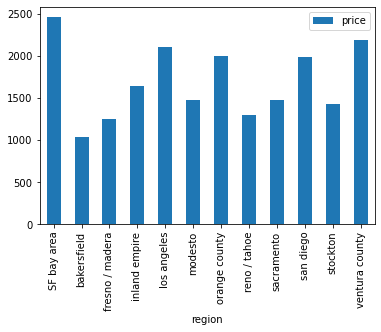 price
2500
2000
1500
1000
500
0
SF bay area
bakersfield
fresno / madera
inland empire
los angeles
modesto
orange county
reno / tahoe
sacramento
san diego
stockton
ventura county
region